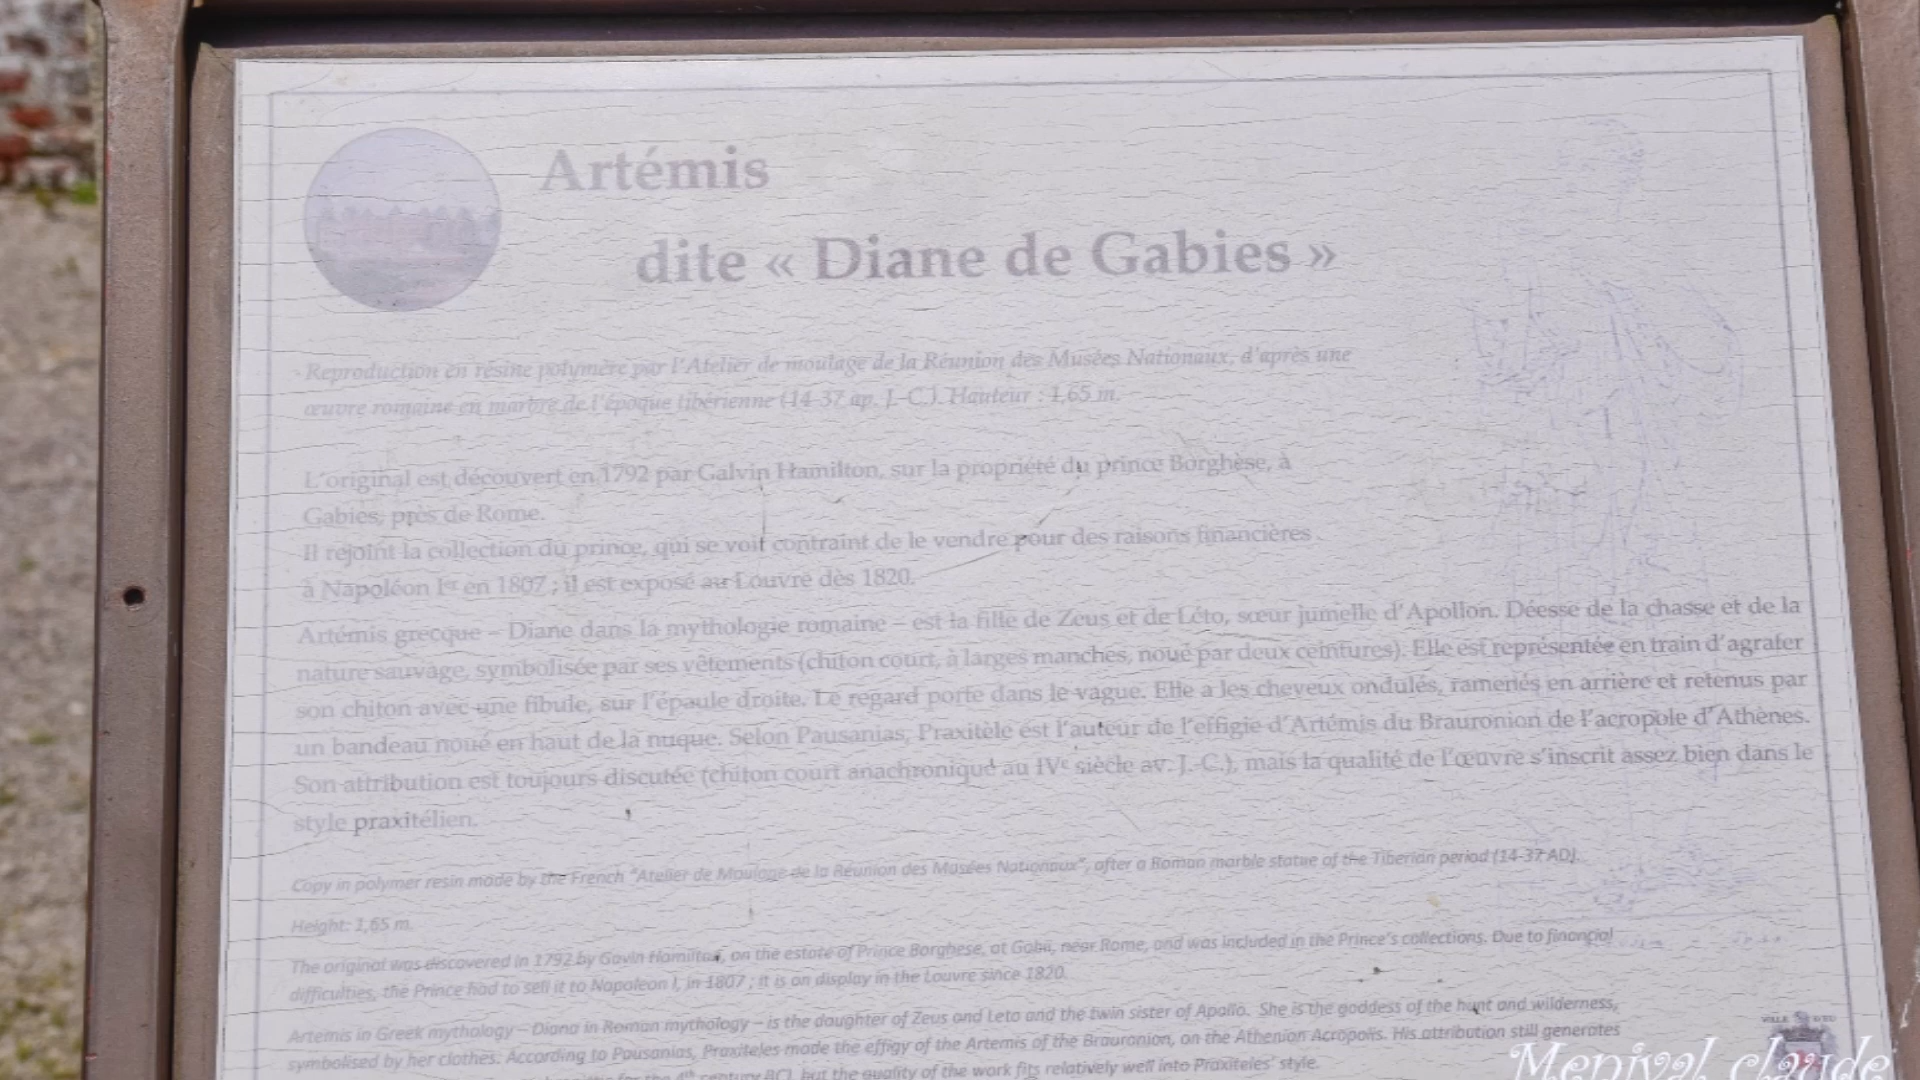 Artémis
dite « Diane de Gabies »
Reproduction en résine polymère par l'Atelier de moulage de la Réunion des Musées Nationaux, d'après une
œuvre romaine en marbre de l'époque tibérienne (14-37 ap. J.-C.). Hauteur : 1,65 m.
L'original est découvert en 1792 par Galvin Hamilton, sur la propriété du prince Borghèse, à
Gabies, près de Rome.
Il rejoint la collection du prince, qui se voit contraint de le vendre pour des raisons financières
à Napoléon Ier en 1807 ; il est exposé au Louvre dès 1820.
Artémis grecque – Diane dans la mythologie romaine – est la fille de Zeus et de Léto, sœur jumelle d'Apollon. Déesse de la chasse et de la
nature sauvage, symbolisée par ses vêtements (chiton court, à larges manches, noué par deux ceintures). Elle est représentée en train d'agrafer
son chiton avec une fibule, sur l'épaule droite. Le regard porte dans le vague. Elle a les cheveux ondulés, ramenés en arrière et retenus par
un bandeau noué en haut de la nuque. Selon Pausanias, Praxitèle est l'auteur de l'effigie d'Artémis du Brauronion de l'acropole d'Athènes.
Son attribution est toujours discutée (chiton court anachronique au IVe siècle av. J.-C.), mais la qualité de l'œuvre s'inscrit assez bien dans le
style praxitélien.
Copy in polymer resin made by the French "Atelier de Moulage de la Réunion des Musées Nationaux", after a Roman marble statue of the Tiberian period (14-37 AD).
Height: 1,65 m.
The original was discovered in 1792 by Gavin Hamilton, on the estate of Prince Borghese, at Gabii, near Rome, and was included in the Prince's collections. Due to financial
difficulties, the Prince had to sell it to Napoleon I, in 1807 ; it is on display in the Louvre since 1820.
Artemis in Greek mythology – Diana in Roman mythology – is the daughter of Zeus and Leto and the twin sister of Apollo. She is the goddess of the hunt and wilderness,
symbolised by her clothes. According to Pausanias, Praxiteles made the effigy of the Artemis of the Brauronion, on the Athenian Acropolis. His attribution still generates
for the 4th century BC), but the quality of the work fits relatively well into Praxiteles' style.
VILLE D'EU
Menival claude